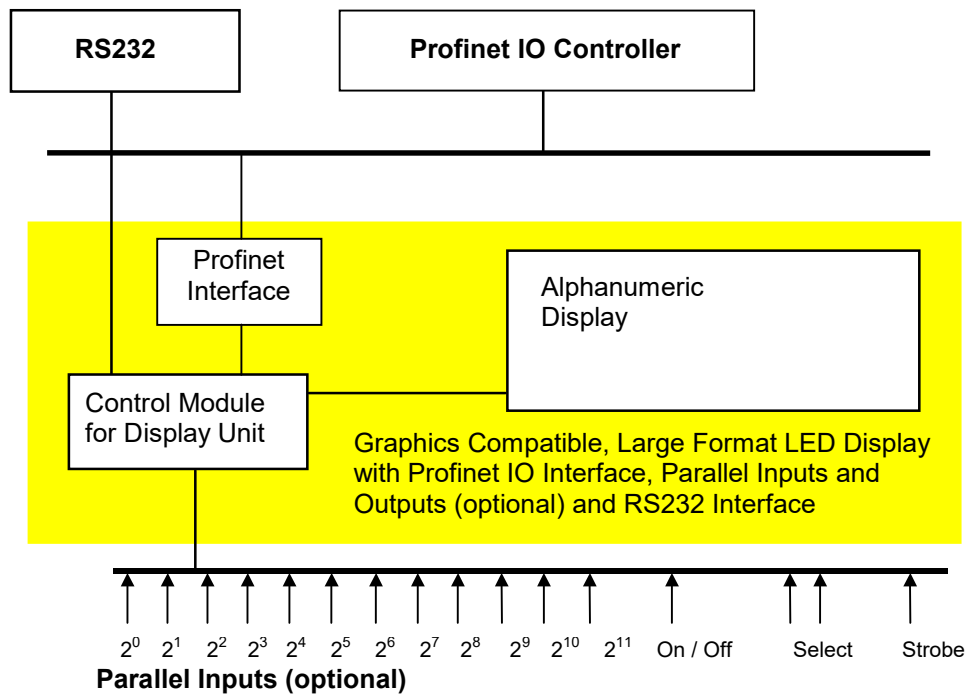 RS232
Profinet IO Controller
Profinet
Interface
Alphanumeric
Display
Control Module
for Display Unit
Graphics Compatible, Large Format LED Display
with Profinet IO Interface, Parallel Inputs and
Outputs (optional) and RS232 Interface
2⁰ 2¹ 2² 2³ 2⁴ 2⁵ 2⁶ 2⁷ 2⁸ 2⁹ 2¹⁰ 2¹¹ On / Off Select Strobe
Parallel Inputs (optional)